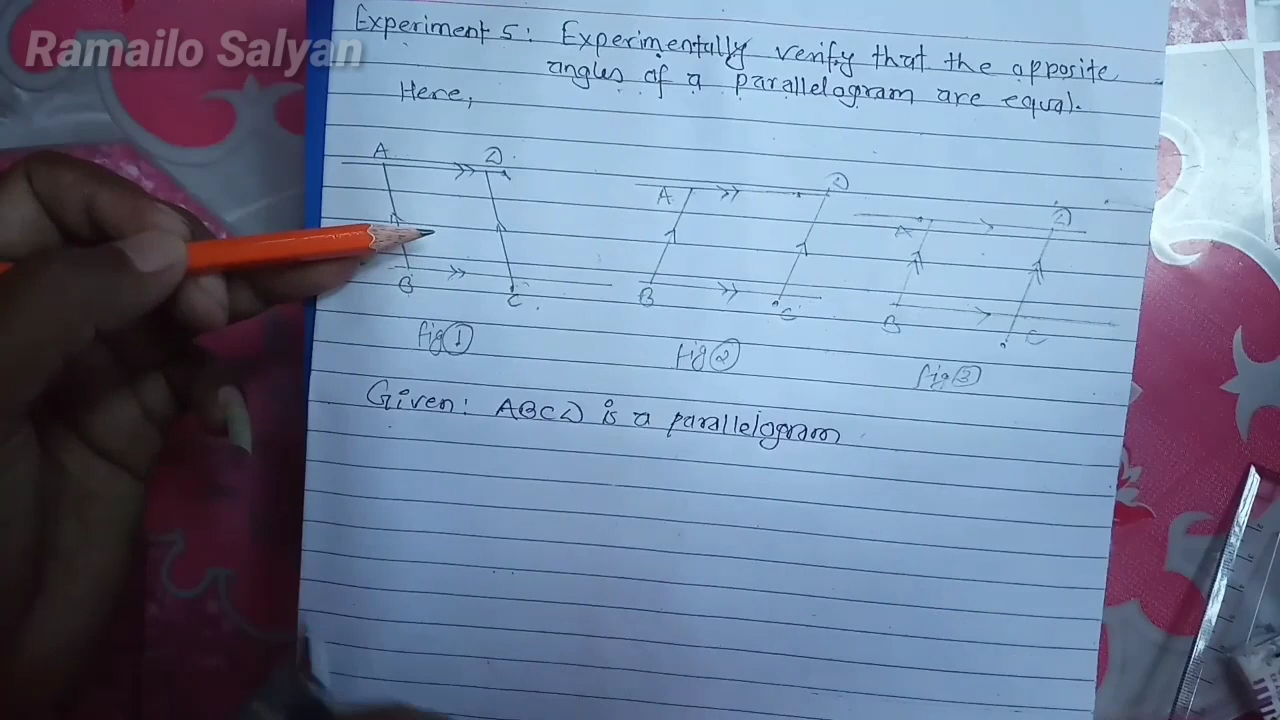 Ramailo Salyan
Experiment 5: Experimentally verify that the opposite
angles of a parallelogram are equal.
Here,
A D
B C
fig 1
A D
B C
fig 2
A D
B C
fig 3
Given: ABCD is a parallelogram